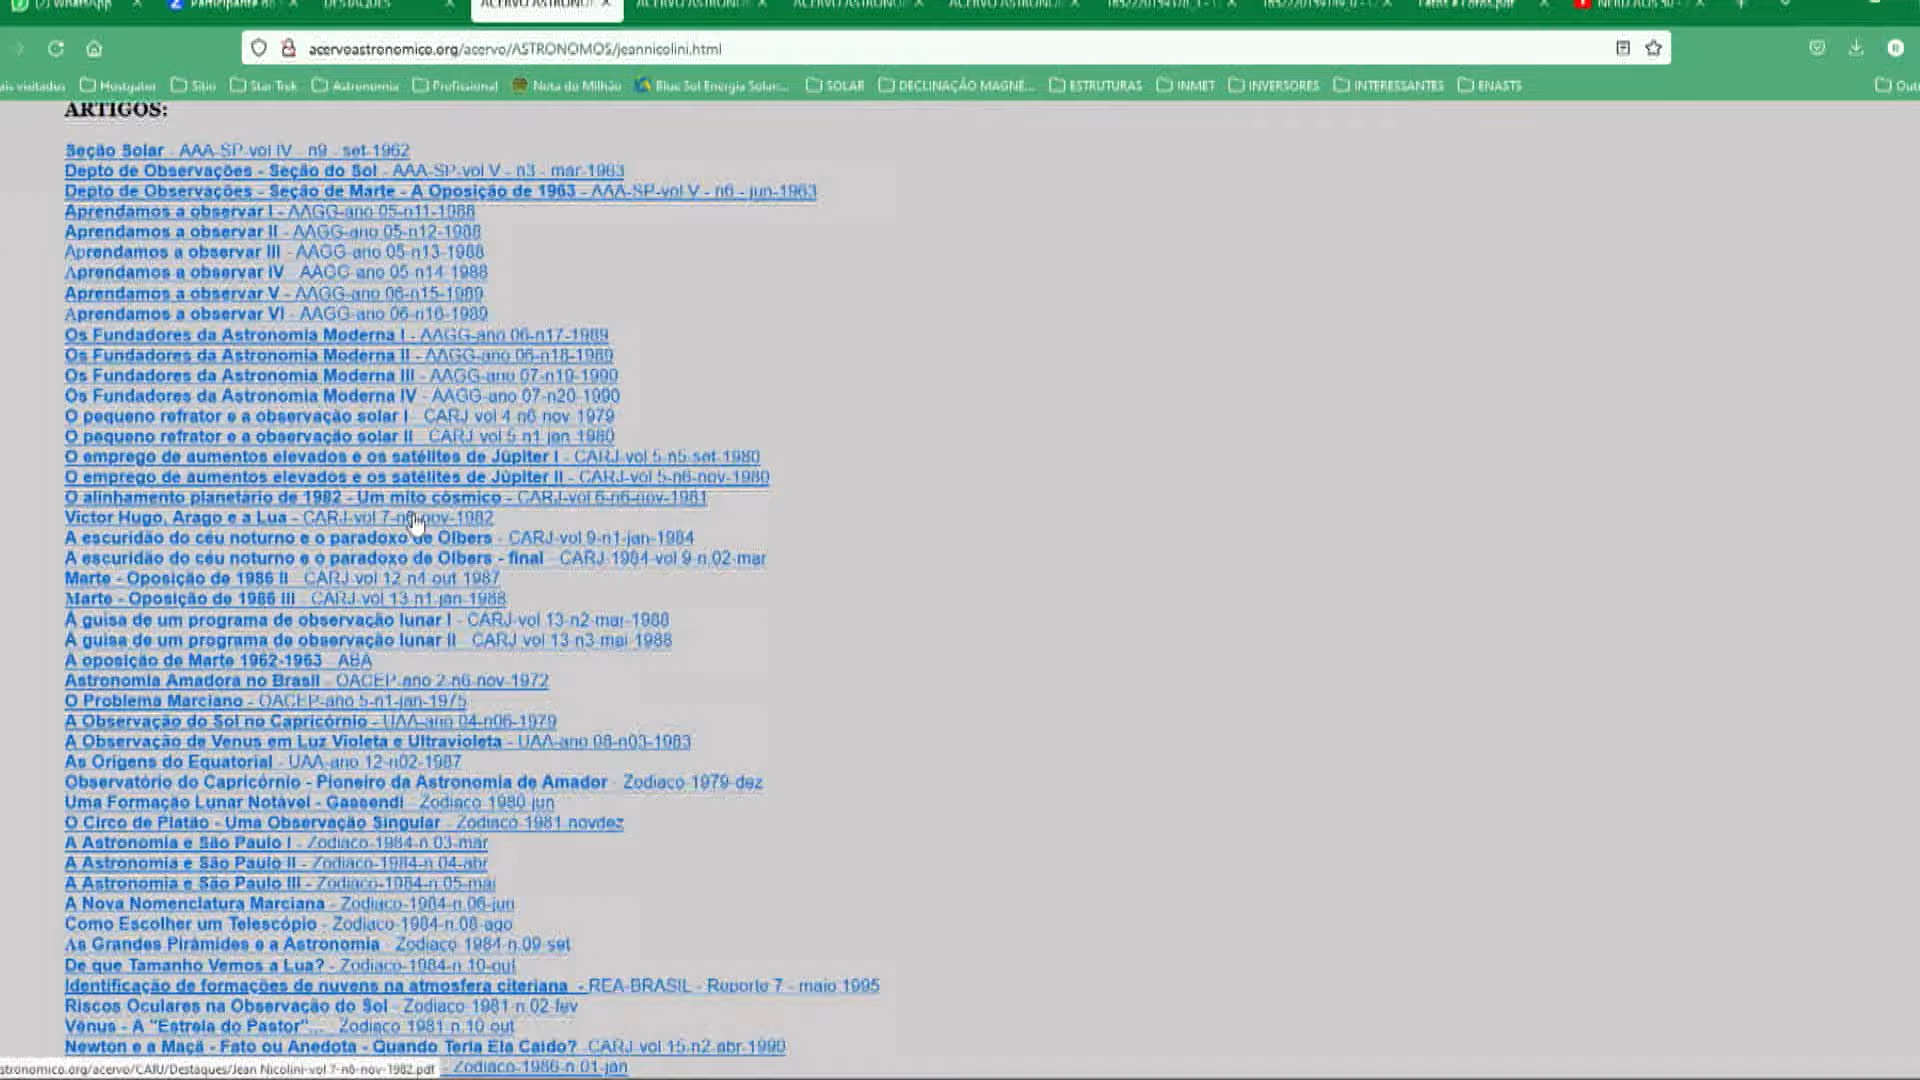 WhatsApp
Participante do
DESTAQUES
acervoastronomico.org/acervo/ASTRONOMOS/jeannicolini.html
ais visitados Hostgator Sitio Star Trek Astronomia Profissional Nota do Milhão Blue Sol Energia Solar... SOLAR DECLINAÇÃO MAGNÉ... ESTRUTURAS INMET INVERSORES INTERESSANTES ENASTS Out
ARTIGOS:
Seção Solar - AAA-SP-vol IV - n9 - set-1962
Depto de Observações - Seção do Sol - AAA-SP-vol V - n3 - mar-1963
Depto de Observações - Seção de Marte - A Oposição de 1963 - AAA-SP-vol V - n6 - jun-1963
Aprendamos a observar I - AAGG-ano 05-n11-1988
Aprendamos a observar II - AAGG-ano 05-n12-1988
Aprendamos a observar III - AAGG-ano 05-n13-1988
Aprendamos a observar IV - AAGG-ano 05-n14-1988
Aprendamos a observar V - AAGG-ano 06-n15-1989
Aprendamos a observar VI - AAGG-ano 06-n16-1989
Os Fundadores da Astronomia Moderna I - AAGG-ano 06-n17-1989
Os Fundadores da Astronomia Moderna II - AAGG-ano 06-n18-1989
Os Fundadores da Astronomia Moderna III - AAGG-ano 07-n19-1990
Os Fundadores da Astronomia Moderna IV - AAGG-ano 07-n20-1990
O pequeno refrator e a observação solar I - CARJ-vol 4-n6-nov-1979
O pequeno refrator e a observação solar II - CARJ-vol 5-n1-jan-1980
O emprego de aumentos elevados e os satélites de Júpiter I - CARJ-vol 5-n5-set-1980
O emprego de aumentos elevados e os satélites de Júpiter II - CARJ-vol 5-n6-nov-1980
O alinhamento planetário de 1982 - Um mito cósmico - CARJ-vol 6-n6-nov-1981
Victor Hugo, Arago e a Lua - CARJ-vol 7-n6-nov-1982
A escuridão do céu noturno e o paradoxo de Olbers - CARJ-vol 9-n1-jan-1984
A escuridão do céu noturno e o paradoxo de Olbers - final - CARJ-1984-vol 9-n.02-mar
Marte - Oposição de 1986 II - CARJ-vol 12-n4-out-1987
Marte - Oposição de 1986 III - CARJ-vol 13-n1-jan-1988
À guisa de um programa de observação lunar I - CARJ-vol 13-n2-mar-1988
À guisa de um programa de observação lunar II - CARJ-vol 13-n3-mai-1988
A oposição de Marte 1962-1963 - ABA
Astronomia Amadora no Brasil - OACEP-ano 2-n6-nov-1972
O Problema Marciano - OACEP-ano 5-n1-jan-1975
A Observação do Sol no Capricórnio - UAA-ano 04-n06-1979
A Observação de Venus em Luz Violeta e Ultravioleta - UAA-ano 08-n03-1983
As Origens do Equatorial - UAA-ano 12-n02-1987
Observatório do Capricórnio - Pioneiro da Astronomia de Amador - Zodiaco-1979-dez
Uma Formação Lunar Notável - Gassendi - Zodiaco-1980-jun
O Circo de Platão - Uma Observação Singular - Zodiaco-1981-novdez
A Astronomia e São Paulo I - Zodiaco-1984-n.03-mar
A Astronomia e São Paulo II - Zodiaco-1984-n.04-abr
A Astronomia e São Paulo III - Zodiaco-1984-n.05-mai
A Nova Nomenclatura Marciana - Zodiaco-1984-n.06-jun
Como Escolher um Telescópio - Zodiaco-1984-n.08-ago
As Grandes Pirâmides e a Astronomia - Zodiaco-1984-n.09-set
De que Tamanho Vemos a Lua? - Zodiaco-1984-n.10-out
Identificação de formações de nuvens na atmosfera citeriana - REA-BRASIL - Reporte 7 - maio 1995
Riscos Oculares na Observação do Sol - Zodiaco-1981-n.02-fev
Vênus - A "Estrela do Pastor"... - Zodiaco-1981-n.10-out
Newton e a Maçã - Fato ou Anedota - Quando Teria Ela Caído? - CARJ-vol 15-n2-abr-1990
- Zodiaco-1986-n.01-jan